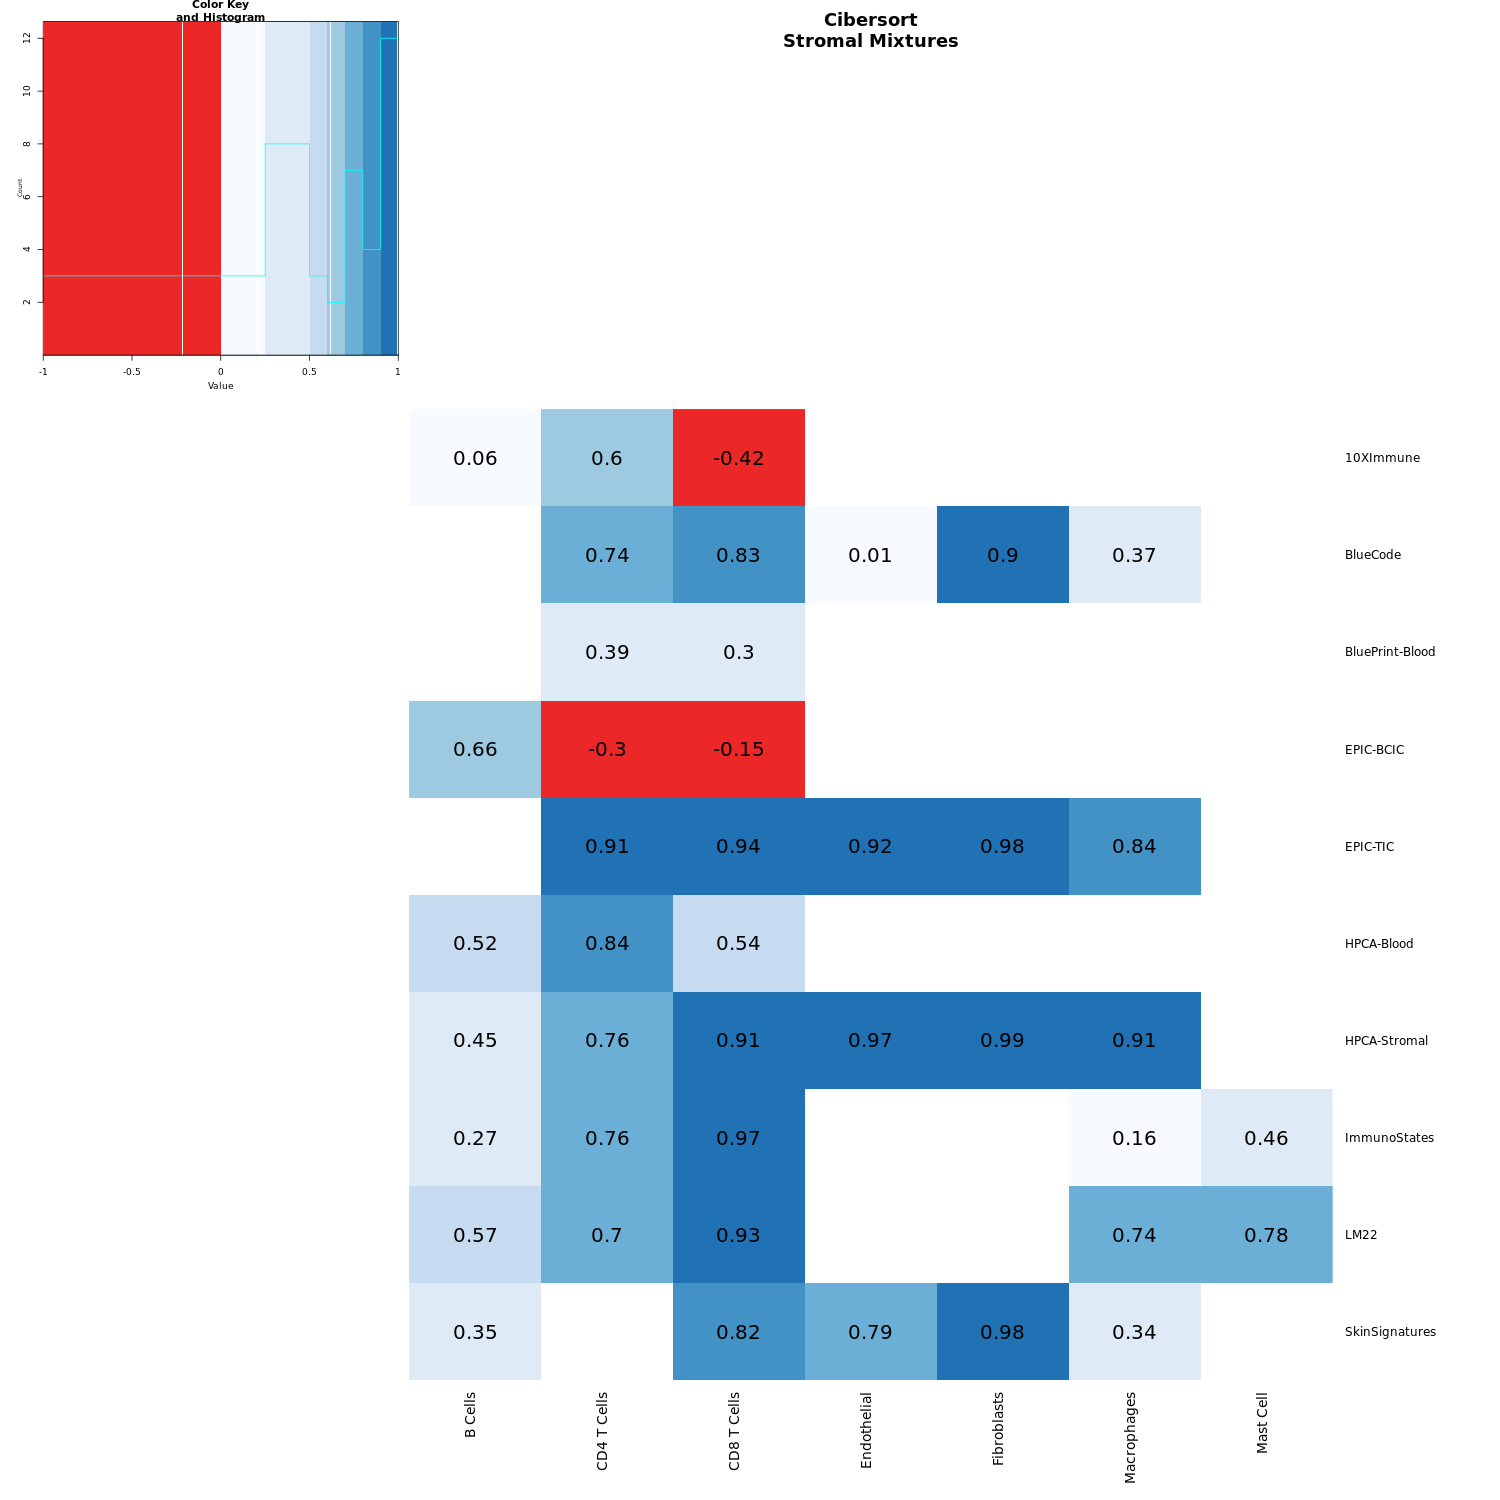 Color Key
and Histogram
Cibersort
Stromal Mixtures
12
10
8
6
4
2
Count
-1 -0.5 0 0.5 1
Value
0.06 0.6 -0.42 10XImmune
0.74 0.83 0.01 0.9 0.37 BlueCode
0.39 0.3 BluePrint-Blood
0.66 -0.3 -0.15 EPIC-BCIC
0.91 0.94 0.92 0.98 0.84 EPIC-TIC
0.52 0.84 0.54 HPCA-Blood
0.45 0.76 0.91 0.97 0.99 0.91 HPCA-Stromal
0.27 0.76 0.97 0.16 0.46 ImmunoStates
0.57 0.7 0.93 0.74 0.78 LM22
0.35 0.82 0.79 0.98 0.34 SkinSignatures
B Cells
CD4 T Cells
CD8 T Cells
Endothelial
Fibroblasts
Macrophages
Mast Cell